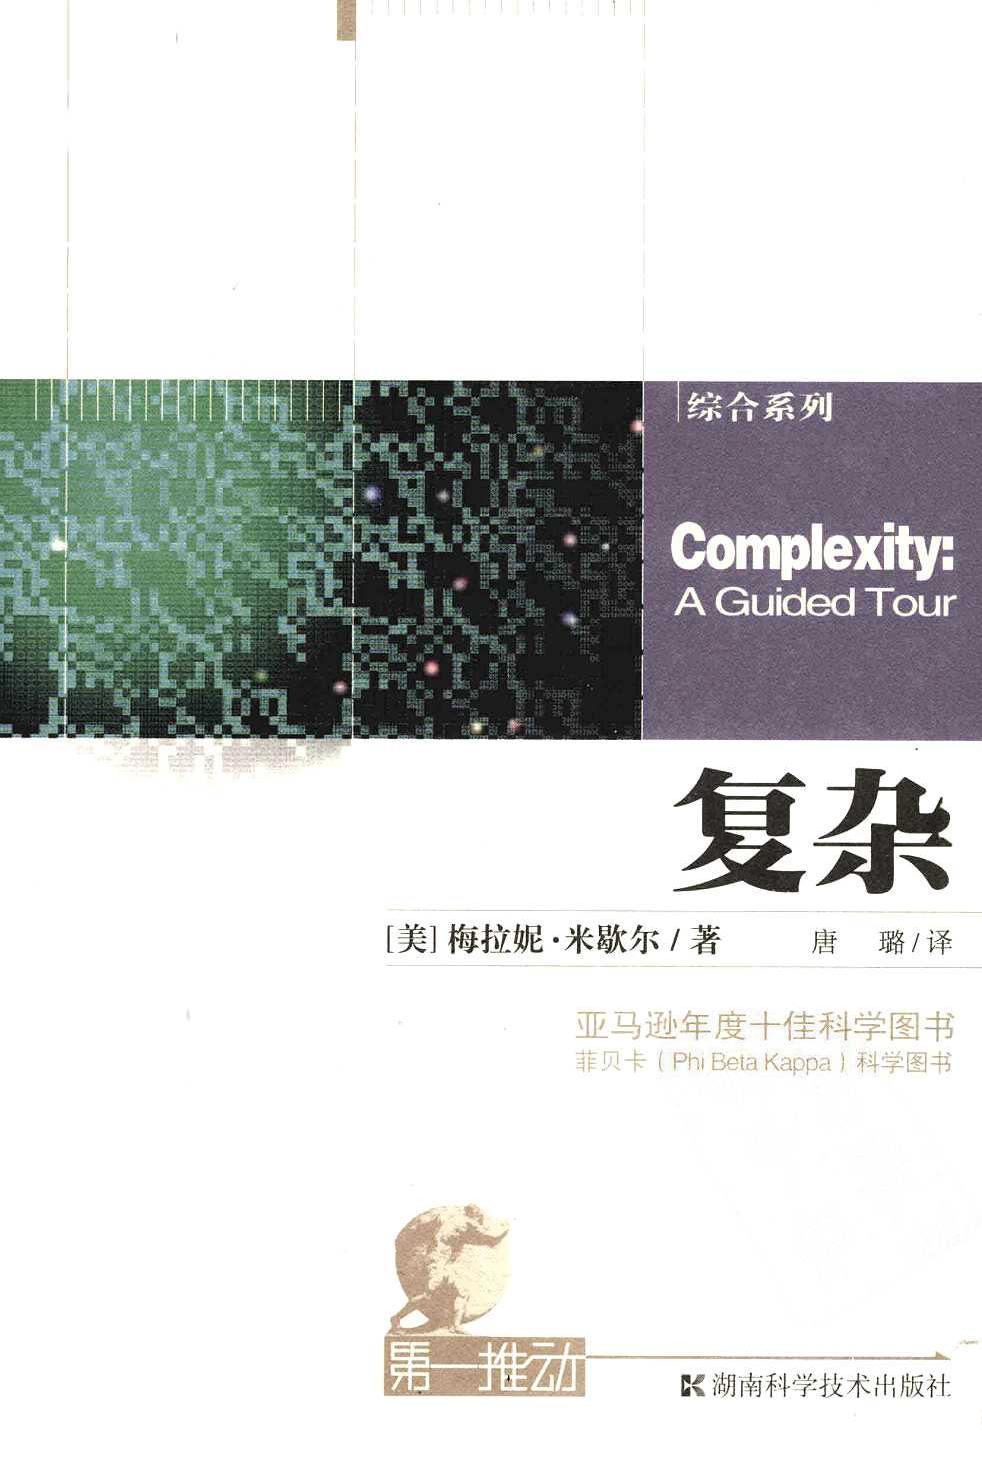 综合系列
Complexity:
A Guided Tour
复杂
[美]梅拉妮·米歇尔/著 唐 璐/译
亚马逊年度十佳科学图书
菲贝卡(Phi Beta Kappa)科学图书
第一推动
湖南科学技术出版社